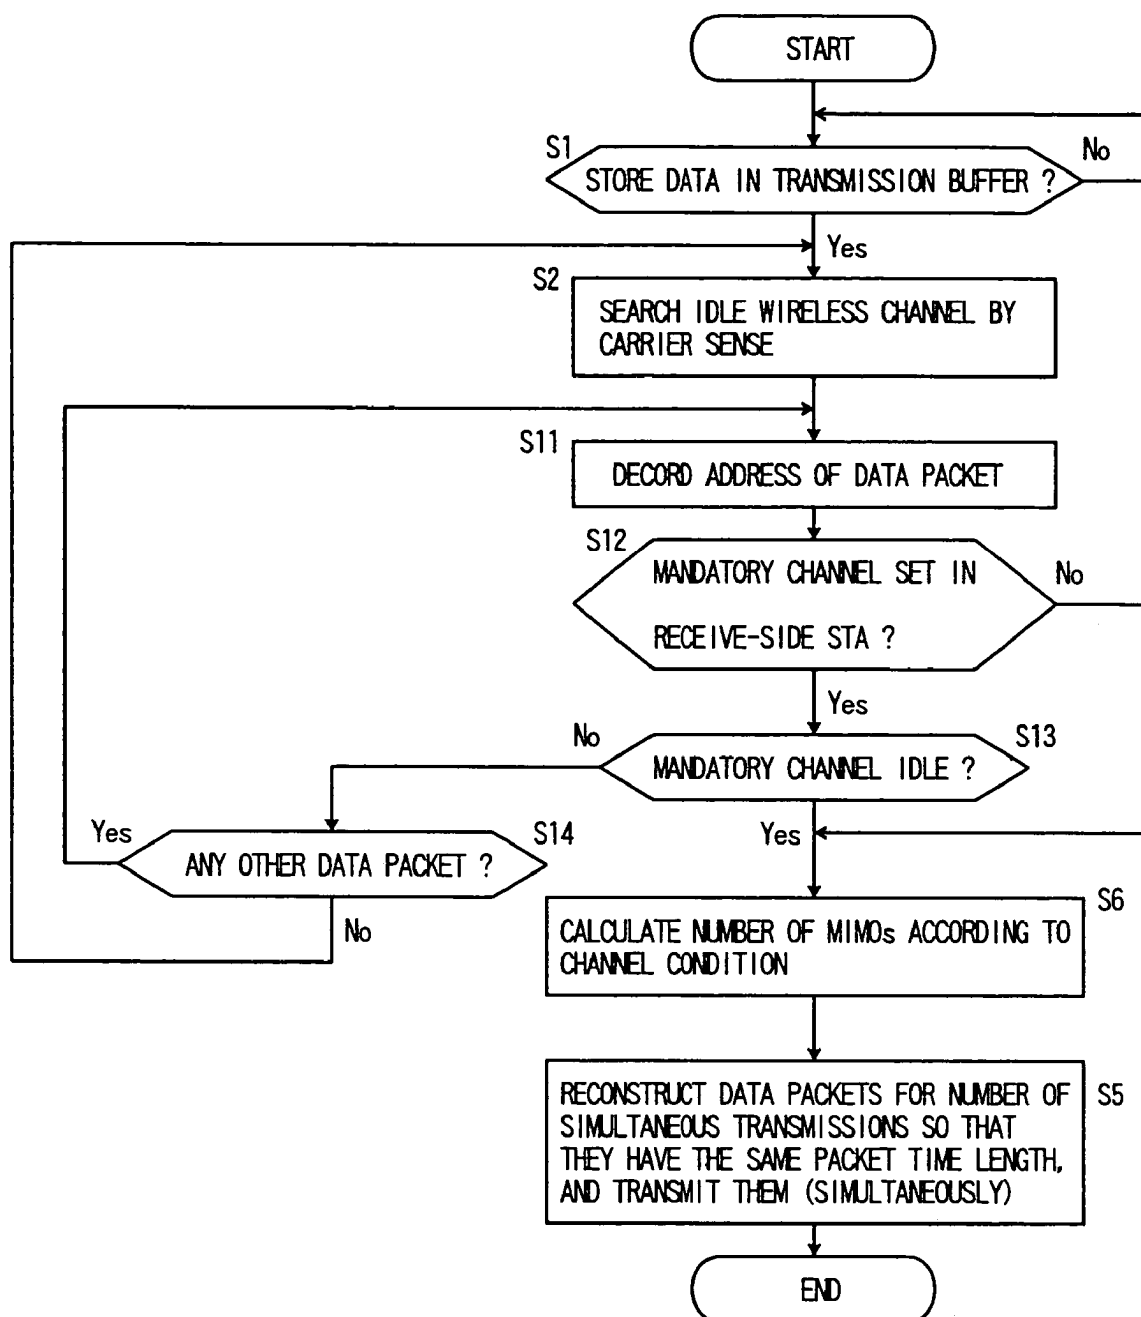 START
S1
STORE DATA IN TRANSMISSION BUFFER ?
No
Yes
S2
SEARCH IDLE WIRELESS CHANNEL BY
CARRIER SENSE
S11
DECORD ADDRESS OF DATA PACKET
S12
MANDATORY CHANNEL SET IN
RECEIVE-SIDE STA ?
No
Yes
No
S13
MANDATORY CHANNEL IDLE ?
Yes
S14
Yes
ANY OTHER DATA PACKET ?
No
S6
CALCULATE NUMBER OF MIMOs ACCORDING TO
CHANNEL CONDITION
S5
RECONSTRUCT DATA PACKETS FOR NUMBER OF
SIMULTANEOUS TRANSMISSIONS SO THAT
THEY HAVE THE SAME PACKET TIME LENGTH,
AND TRANSMIT THEM (SIMULTANEOUSLY)
END